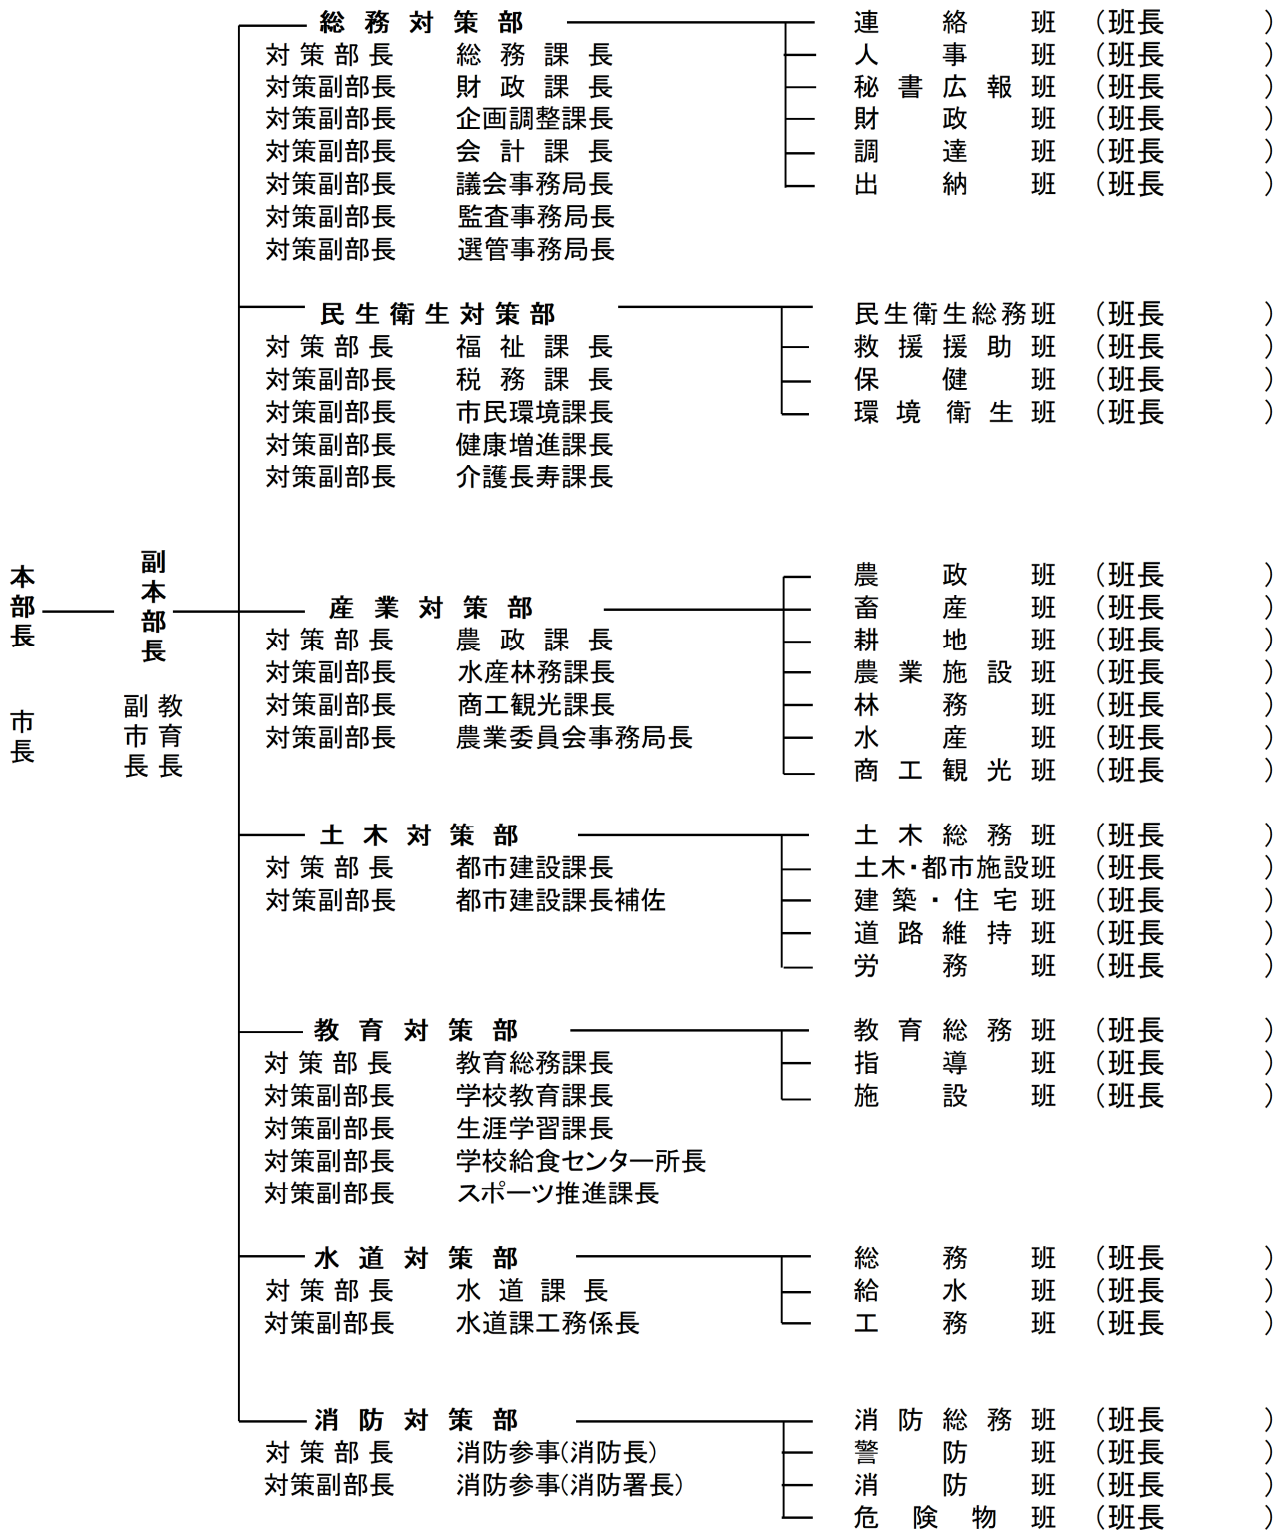 本部長 市長
副本部長 副市長 教育長
総務対策部
対策部長 総務課長
対策副部長 財政課長
対策副部長 企画調整課長
対策副部長 会計課長
対策副部長 議会事務局長
対策副部長 監査事務局長
対策副部長 選管事務局長
連絡班 (班長 )
人事班 (班長 )
秘書広報班 (班長 )
財政班 (班長 )
調達班 (班長 )
出納班 (班長 )
民生衛生対策部
対策部長 福祉課長
対策副部長 税務課長
対策副部長 市民環境課長
対策副部長 健康増進課長
対策副部長 介護長寿課長
民生衛生総務班 (班長 )
救援援助班 (班長 )
保健班 (班長 )
環境衛生班 (班長 )
産業対策部
対策部長 農政課長
対策副部長 水産林務課長
対策副部長 商工観光課長
対策副部長 農業委員会事務局長
農政班 (班長 )
畜産班 (班長 )
耕地班 (班長 )
農業施設班 (班長 )
林務班 (班長 )
水産班 (班長 )
商工観光班 (班長 )
土木対策部
対策部長 都市建設課長
対策副部長 都市建設課長補佐
土木総務班 (班長 )
土木・都市施設班 (班長 )
建築・住宅班 (班長 )
道路維持班 (班長 )
労務班 (班長 )
教育対策部
対策部長 教育総務課長
対策副部長 学校教育課長
対策副部長 生涯学習課長
対策副部長 学校給食センター所長
対策副部長 スポーツ推進課長
教育総務班 (班長 )
指導班 (班長 )
施設班 (班長 )
水道対策部
対策部長 水道課長
対策副部長 水道課工務係長
総務班 (班長 )
給水班 (班長 )
工務班 (班長 )
消防対策部
対策部長 消防参事(消防長)
対策副部長 消防参事(消防署長)
消防総務班 (班長 )
警防班 (班長 )
消防班 (班長 )
危険物班 (班長 )